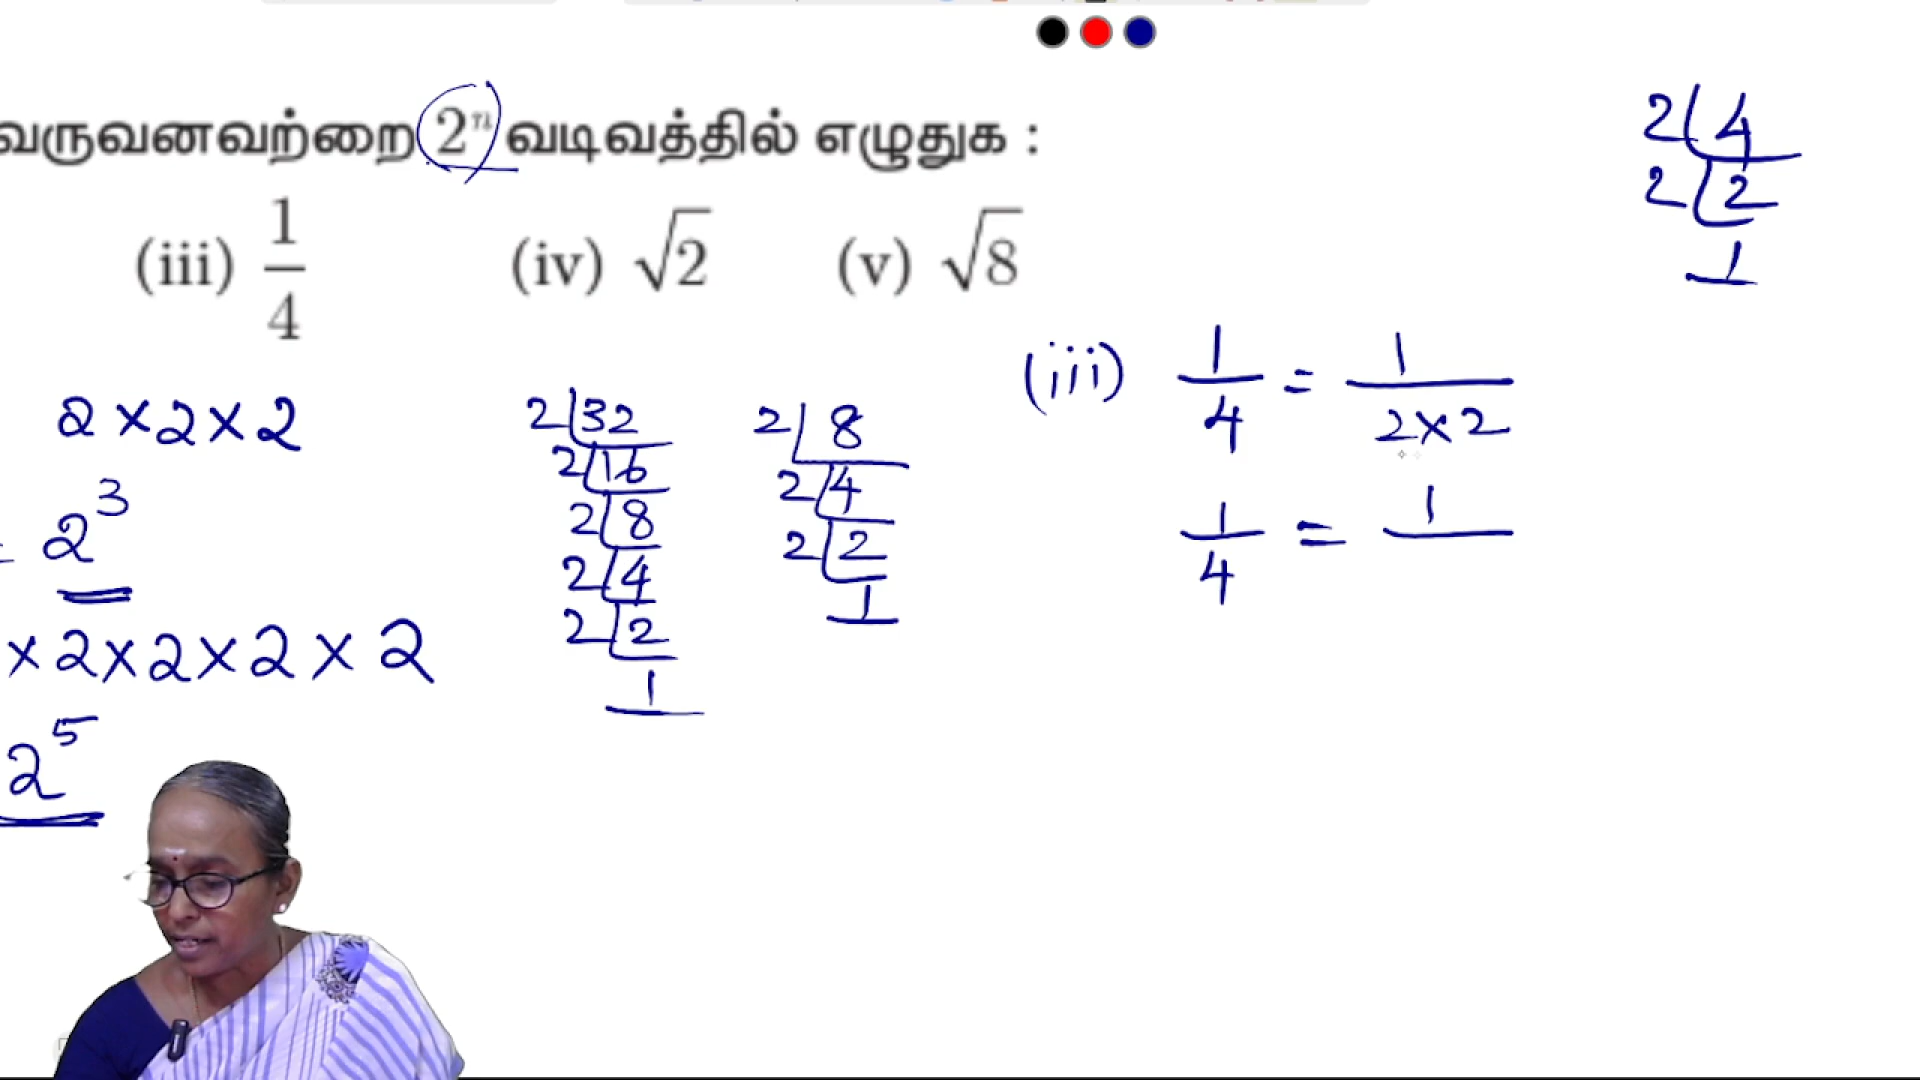 வருவனவற்றை 2ⁿ வடிவத்தில் எழுதுக :
(iii) 1/4 (iv) √2 (v) √8
2 × 2 × 2
= 2³
× 2 × 2 × 2 × 2
2⁵
2 | 32
2 | 16
2 | 8
2 | 4
2 | 2
1
2 | 8
2 | 4
2 | 2
1
(iii) 1/4 = 1/(2×2)
1/4 = 1/
2 | 4
2 | 2
1